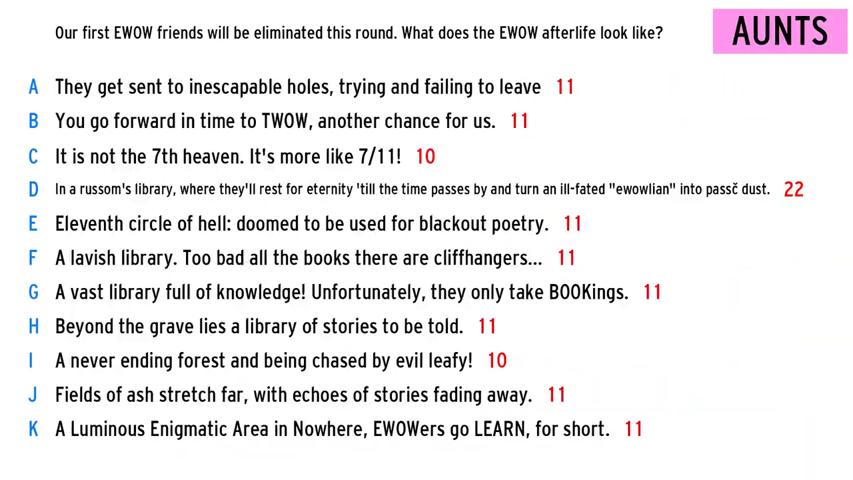 Our first EWOW friends will be eliminated this round. What does the EWOW afterlife look like?
AUNTS
A They get sent to inescapable holes, trying and failing to leave 11
B You go forward in time to TWOW, another chance for us. 11
C It is not the 7th heaven. It's more like 7/11! 10
D In a russom's library, where they'll rest for eternity 'till the time passes by and turn an ill-fated "ewowlian" into passč dust. 22
E Eleventh circle of hell: doomed to be used for blackout poetry. 11
F A lavish library. Too bad all the books there are cliffhangers... 11
G A vast library full of knowledge! Unfortunately, they only take BOOKings. 11
H Beyond the grave lies a library of stories to be told. 11
I A never ending forest and being chased by evil leafy! 10
J Fields of ash stretch far, with echoes of stories fading away. 11
K A Luminous Enigmatic Area in Nowhere, EWOWers go LEARN, for short. 11